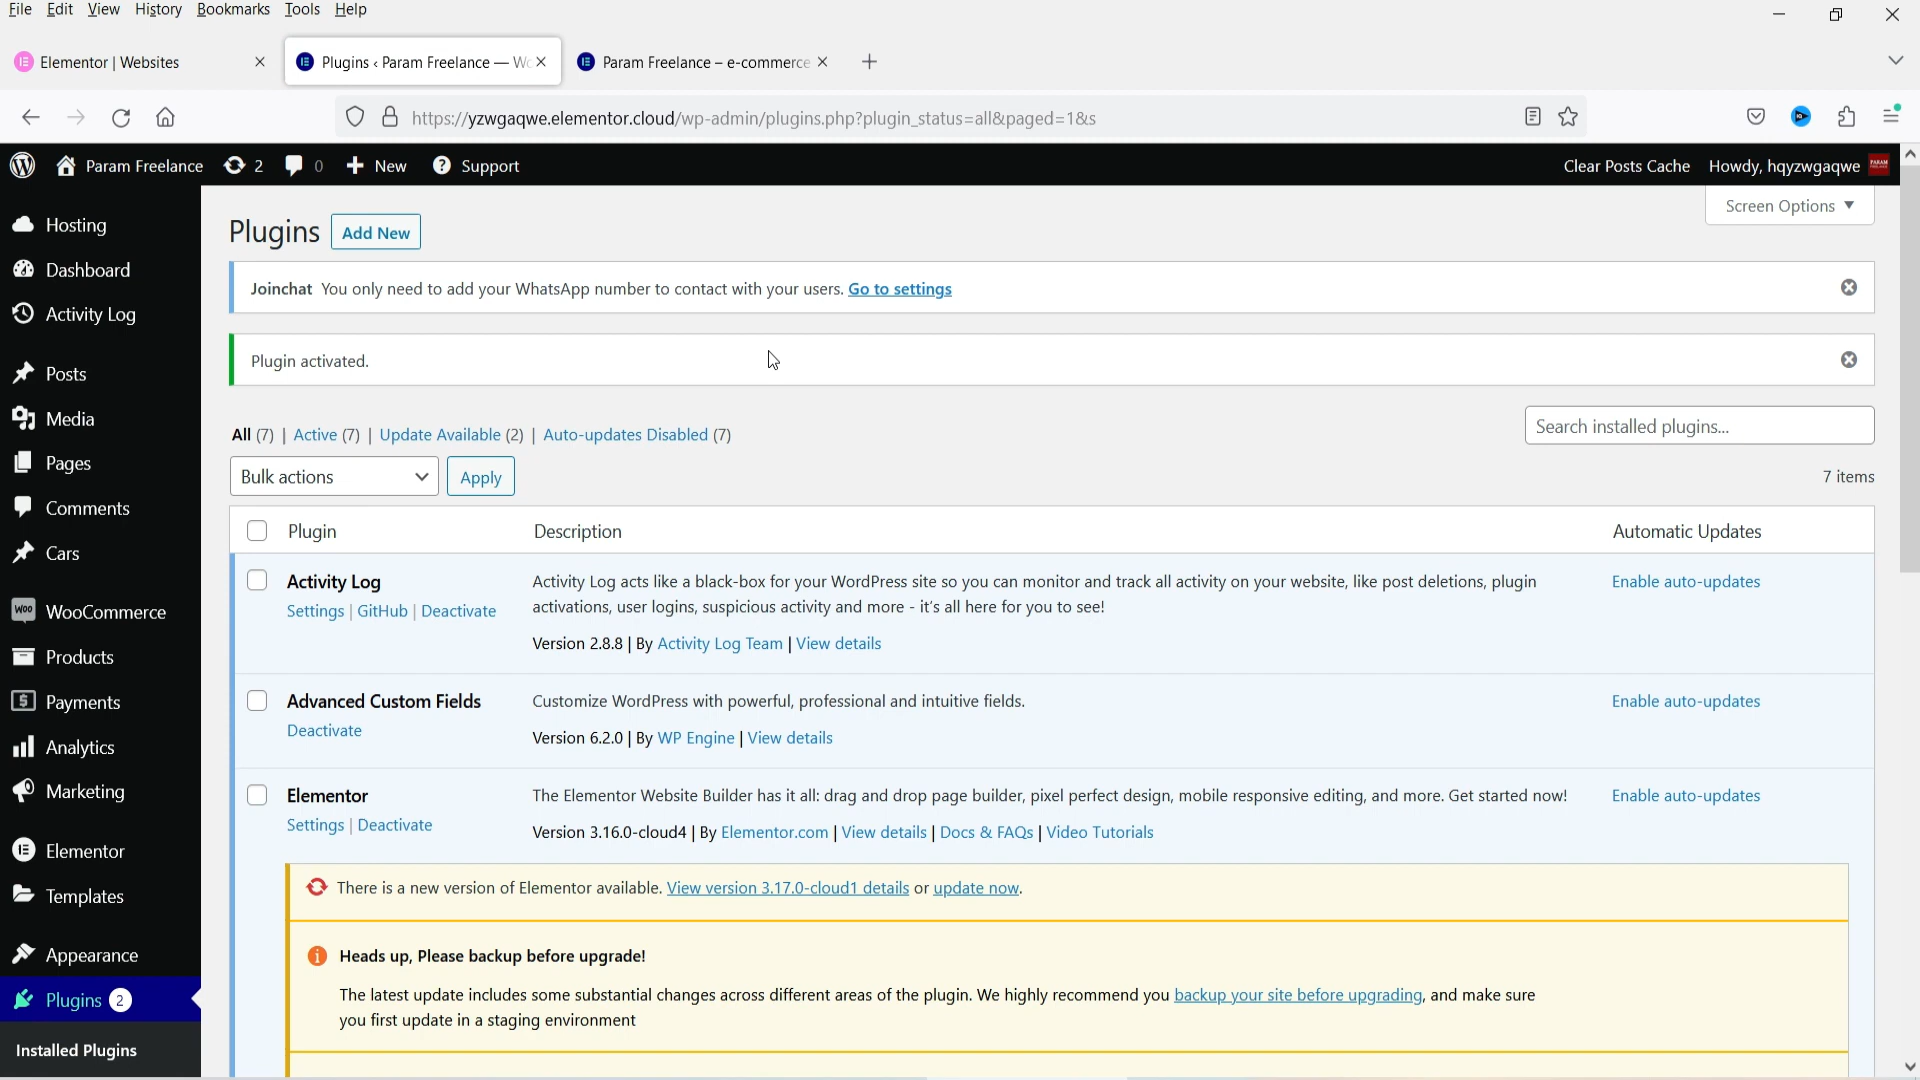 File Edit View History Bookmarks Tools Help
Elementor | Websites
Plugins ‹ Param Freelance — Wo
Param Freelance – e-commerce
https://yzwgaqwe.elementor.cloud/wp-admin/plugins.php?plugin_status=all&paged=1&s
Param Freelance 2 0 New Support
Clear Posts Cache Howdy, hqyzwgaqwe
Screen Options
Hosting
Dashboard
Activity Log
Posts
Media
Pages
Comments
Cars
WooCommerce
Products
Payments
Analytics
Marketing
Elementor
Templates
Appearance
Plugins 2
Installed Plugins
Plugins Add New
Joinchat You only need to add your WhatsApp number to contact with your users. Go to settings
Plugin activated.
All (7) | Active (7) | Update Available (2) | Auto-updates Disabled (7)
Search installed plugins...
Bulk actions Apply
7 items
Plugin Description Automatic Updates
Activity Log
Settings | GitHub | Deactivate
Activity Log acts like a black-box for your WordPress site so you can monitor and track all activity on your website, like post deletions, plugin
activations, user logins, suspicious activity and more - it's all here for you to see!
Version 2.8.8 | By Activity Log Team | View details
Enable auto-updates
Advanced Custom Fields
Deactivate
Customize WordPress with powerful, professional and intuitive fields.
Version 6.2.0 | By WP Engine | View details
Enable auto-updates
Elementor
Settings | Deactivate
The Elementor Website Builder has it all: drag and drop page builder, pixel perfect design, mobile responsive editing, and more. Get started now!
Version 3.16.0-cloud4 | By Elementor.com | View details | Docs & FAQs | Video Tutorials
Enable auto-updates
There is a new version of Elementor available. View version 3.17.0-cloud1 details or update now.
Heads up, Please backup before upgrade!
The latest update includes some substantial changes across different areas of the plugin. We highly recommend you backup your site before upgrading, and make sure
you first update in a staging environment